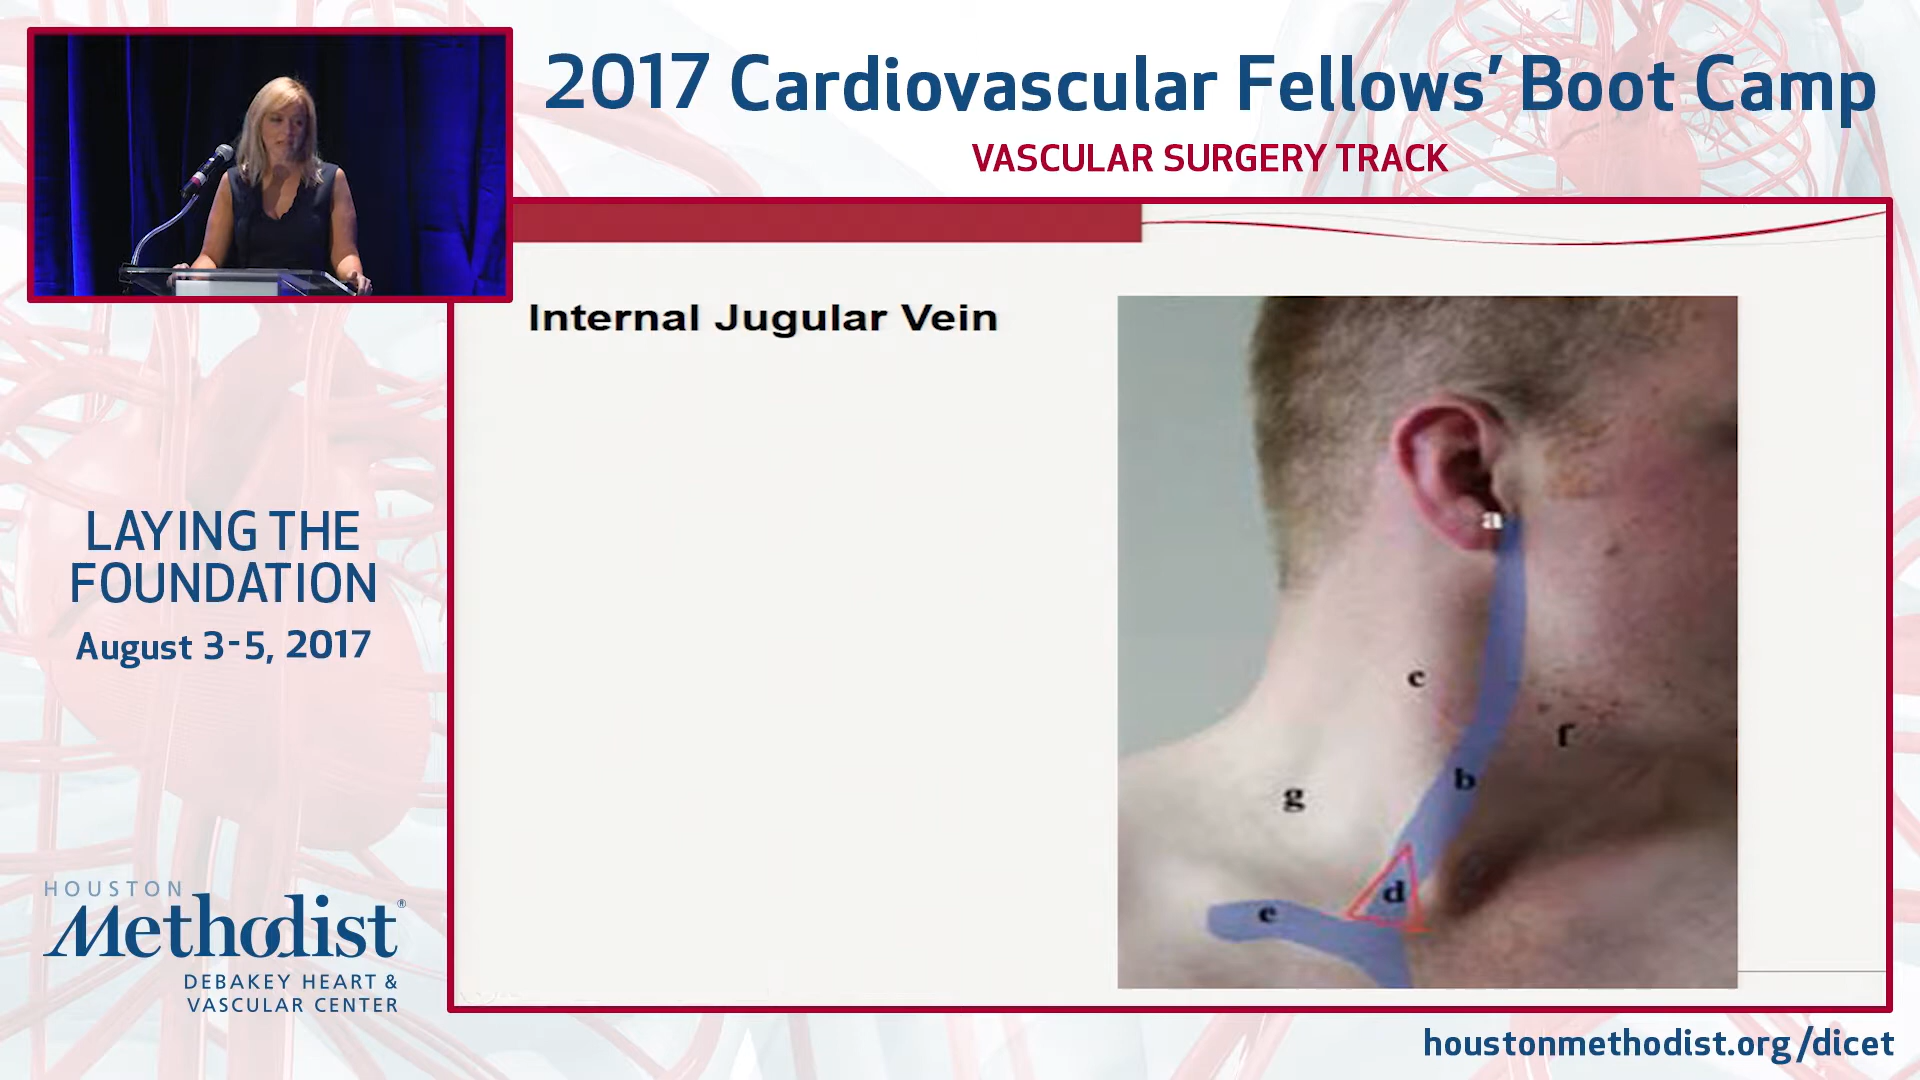 2017 Cardiovascular Fellows' Boot Camp
VASCULAR SURGERY TRACK
Internal Jugular Vein
a
c
f
b
g
d
e
LAYING THE
FOUNDATION
August 3-5, 2017
HOUSTON
Methodist®
DEBAKEY HEART &
VASCULAR CENTER
houstonmethodist.org/dicet